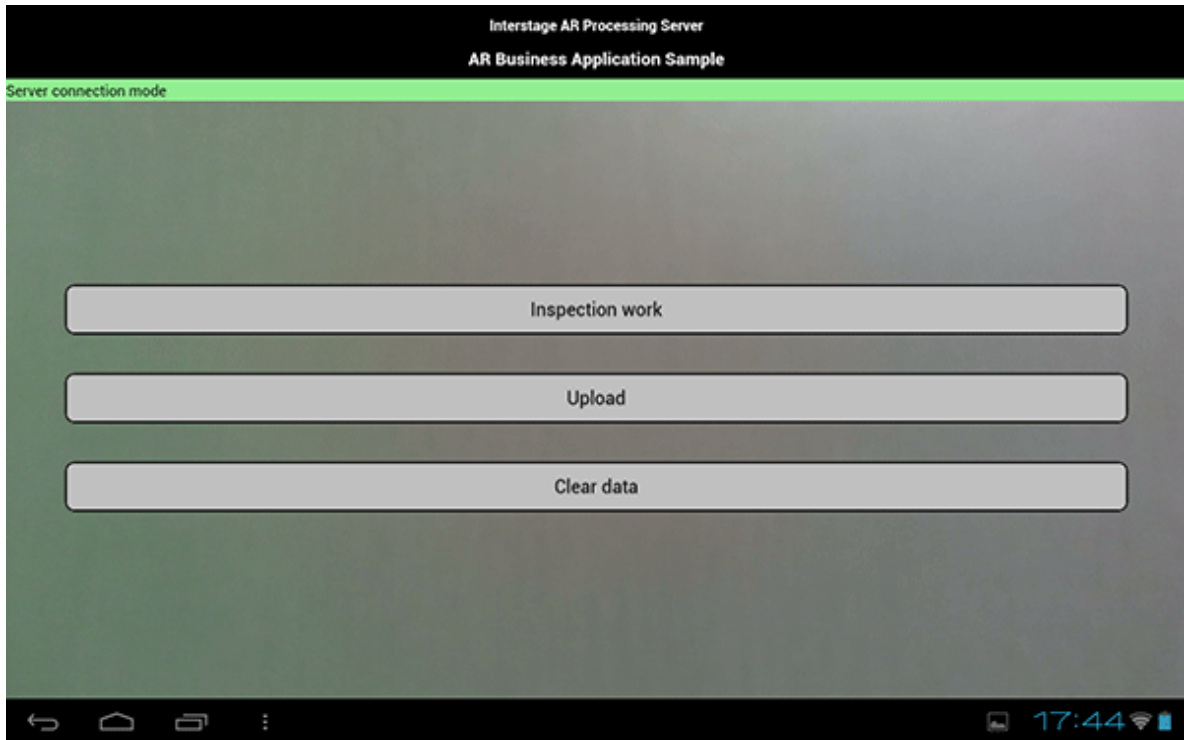 Interstage AR Processing Server
AR Business Application Sample
Server connection mode
Inspection work
Upload
Clear data
17:44